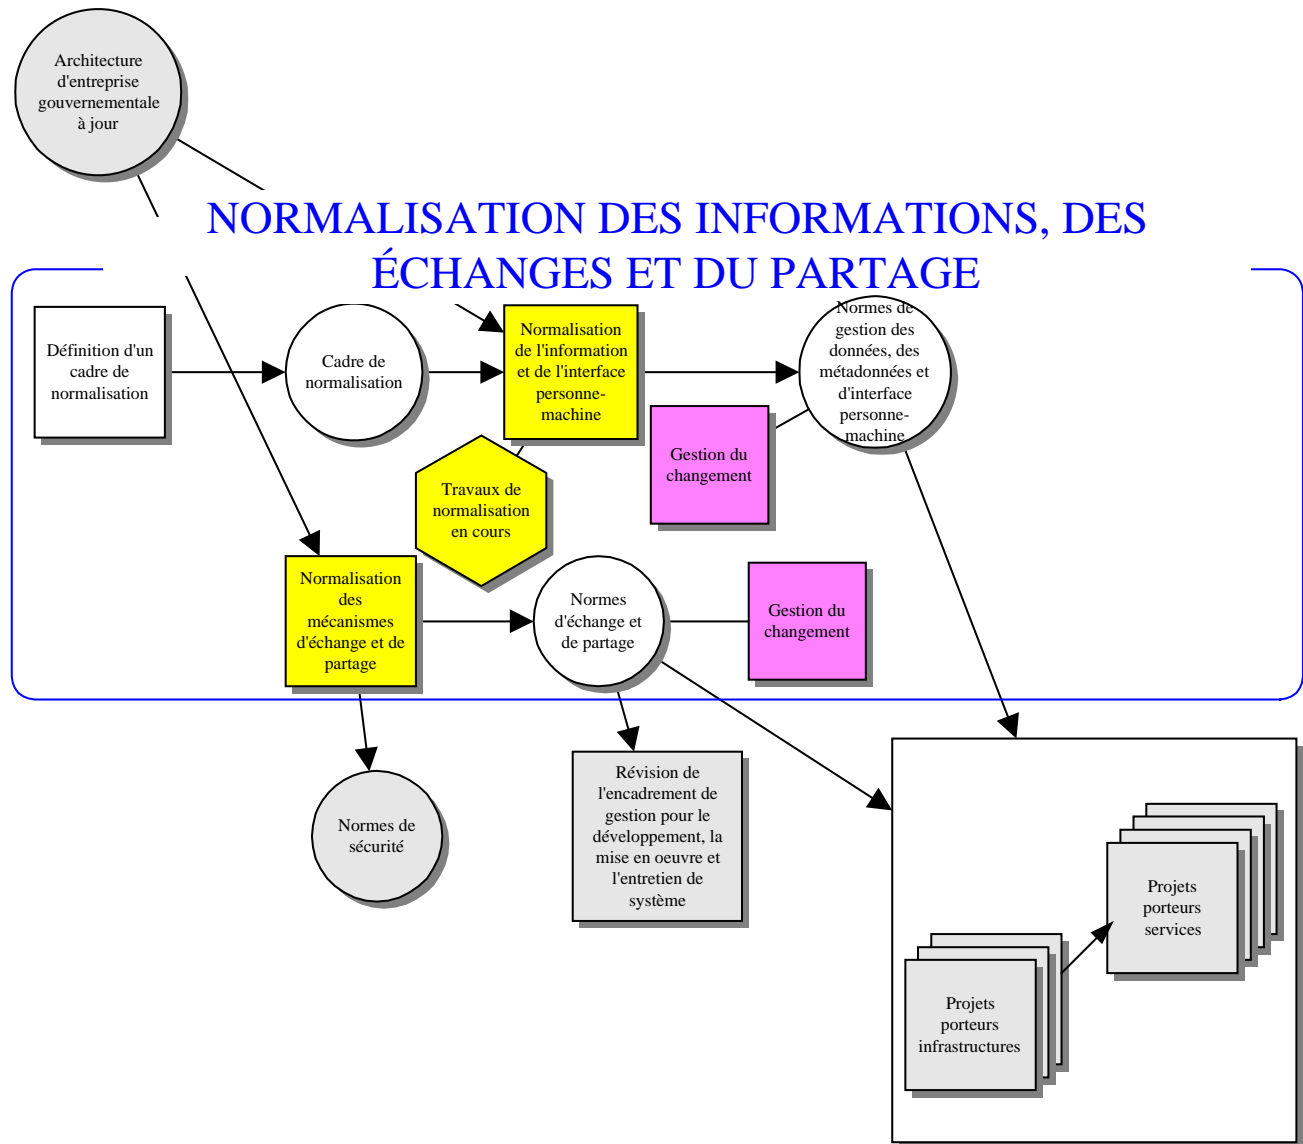 Architecture
d'entreprise
gouvernementale
à jour
NORMALISATION DES INFORMATIONS, DES
ÉCHANGES ET DU PARTAGE
Définition d'un
cadre de
normalisation
Cadre de
normalisation
Normalisation
de l'information
et de l'interface
personne-
machine
Normes de
gestion des
données, des
métadonnées et
d'interface
personne-
machine
Gestion du
changement
Travaux de
normalisation
en cours
Normalisation
des
mécanismes
d'échange et de
partage
Normes
d'échange et
de partage
Gestion du
changement
Normes de
sécurité
Révision de
l'encadrement de
gestion pour le
développement, la
mise en oeuvre et
l'entretien de
système
Projets
porteurs
services
Projets
porteurs
infrastructures